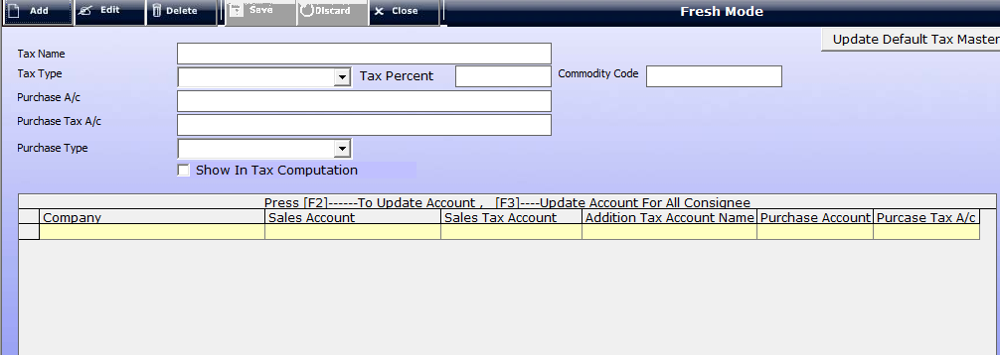 Add Edit Delete Save Discard Close Fresh Mode
Update Default Tax Master
Tax Name
Tax Type Tax Percent Commodity Code
Purchase A/c
Purchase Tax A/c
Purchase Type
Show In Tax Computation
Press [F2]------To Update Account , [F3]----Update Account For All Consignee
Company Sales Account Sales Tax Account Addition Tax Account Name Purchase Account Purcase Tax A/c